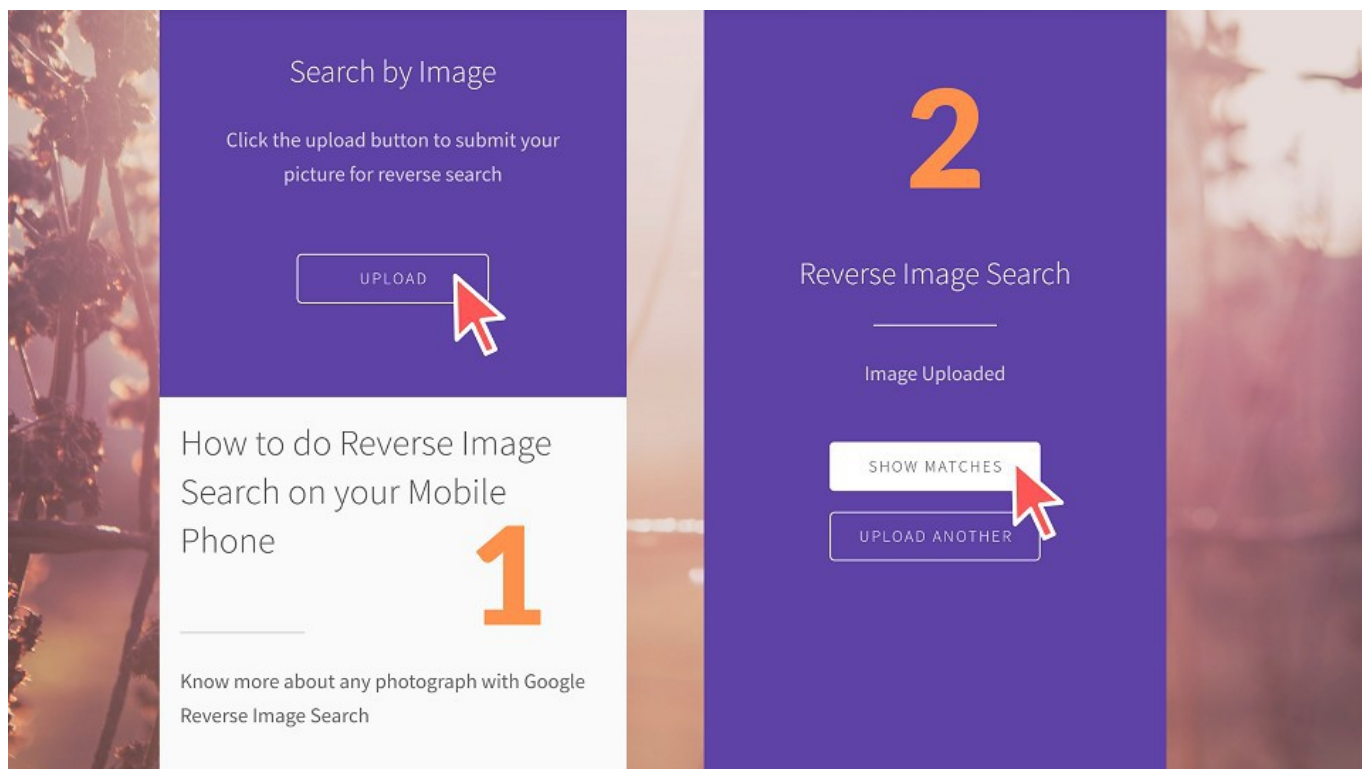 Search by Image
Click the upload button to submit your
picture for reverse search
UPLOAD
How to do Reverse Image
Search on your Mobile
Phone
1
Know more about any photograph with Google
Reverse Image Search
2
Reverse Image Search
Image Uploaded
SHOW MATCHES
UPLOAD ANOTHER